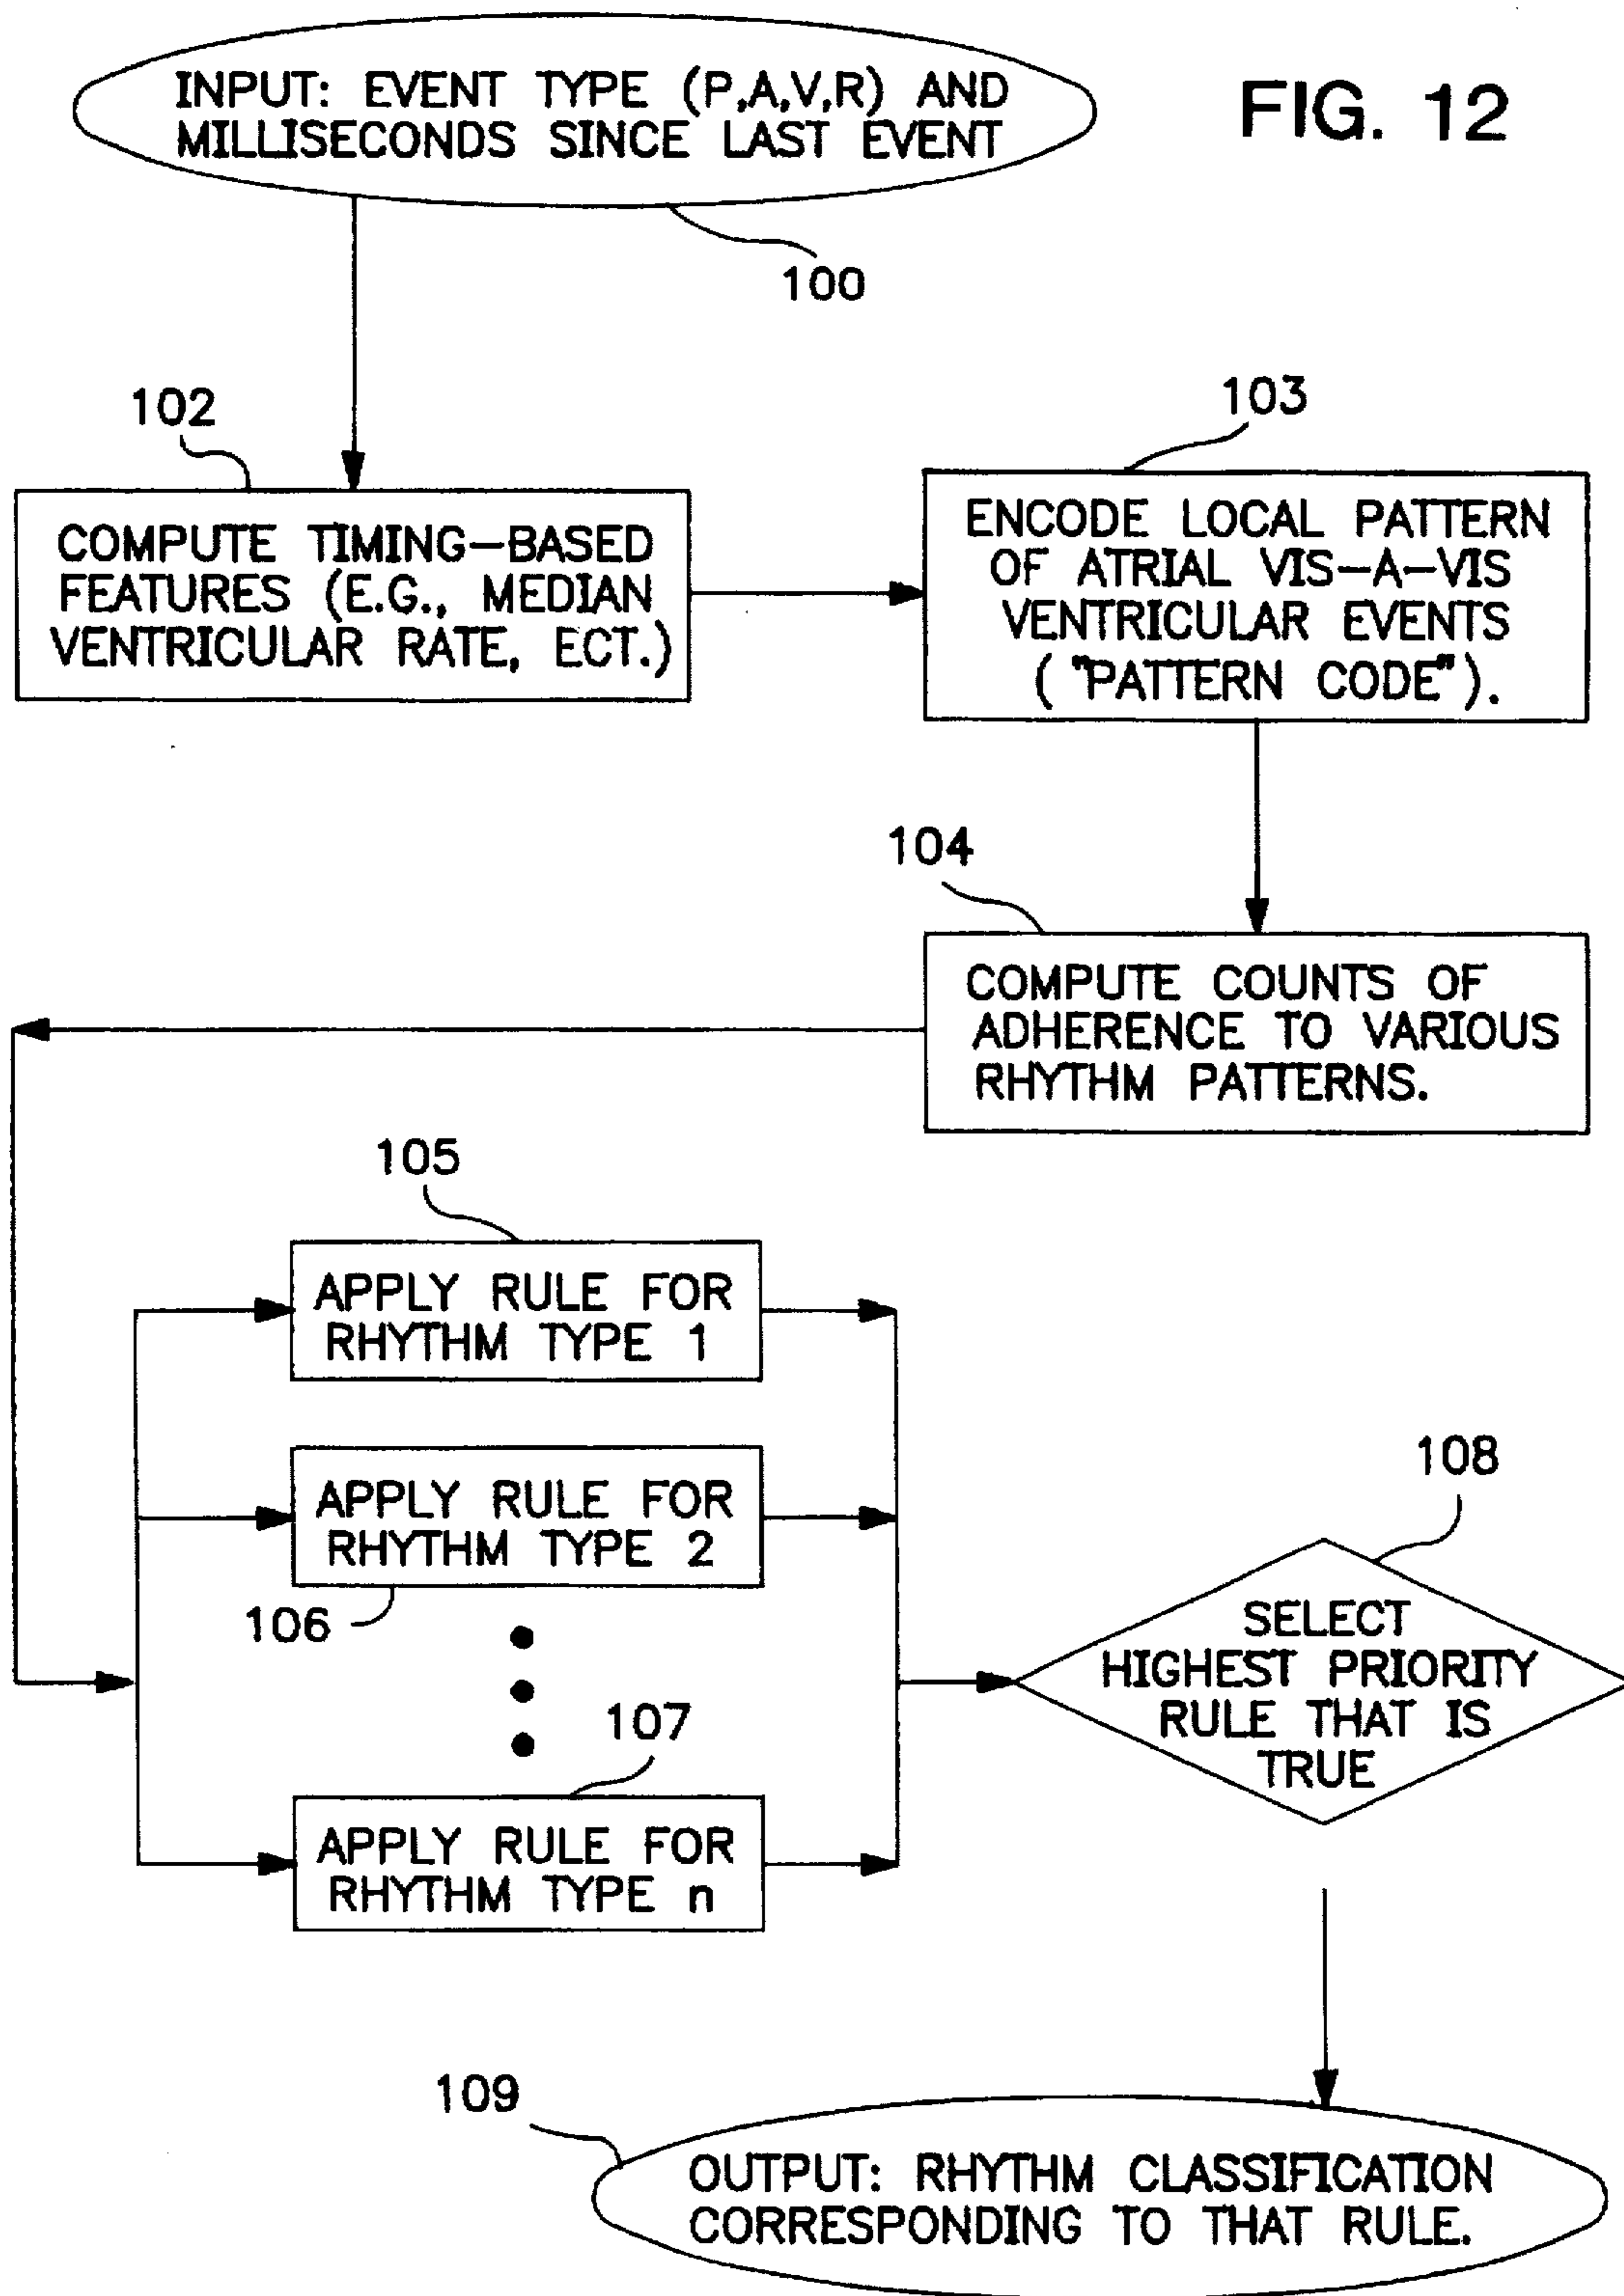 INPUT: EVENT TYPE (P,A,V,R) AND
MILLISECONDS SINCE LAST EVENT
FIG. 12
100
102
COMPUTE TIMING-BASED
FEATURES (E.G., MEDIAN
VENTRICULAR RATE, ECT.)
103
ENCODE LOCAL PATTERN
OF ATRIAL VIS-A-VIS
VENTRICULAR EVENTS
( "PATTERN CODE").
104
COMPUTE COUNTS OF
ADHERENCE TO VARIOUS
RHYTHM PATTERNS.
105
APPLY RULE FOR
RHYTHM TYPE 1
APPLY RULE FOR
RHYTHM TYPE 2
106
107
APPLY RULE FOR
RHYTHM TYPE n
108
SELECT
HIGHEST PRIORITY
RULE THAT IS
TRUE
109
OUTPUT: RHYTHM CLASSIFICATION
CORRESPONDING TO THAT RULE.